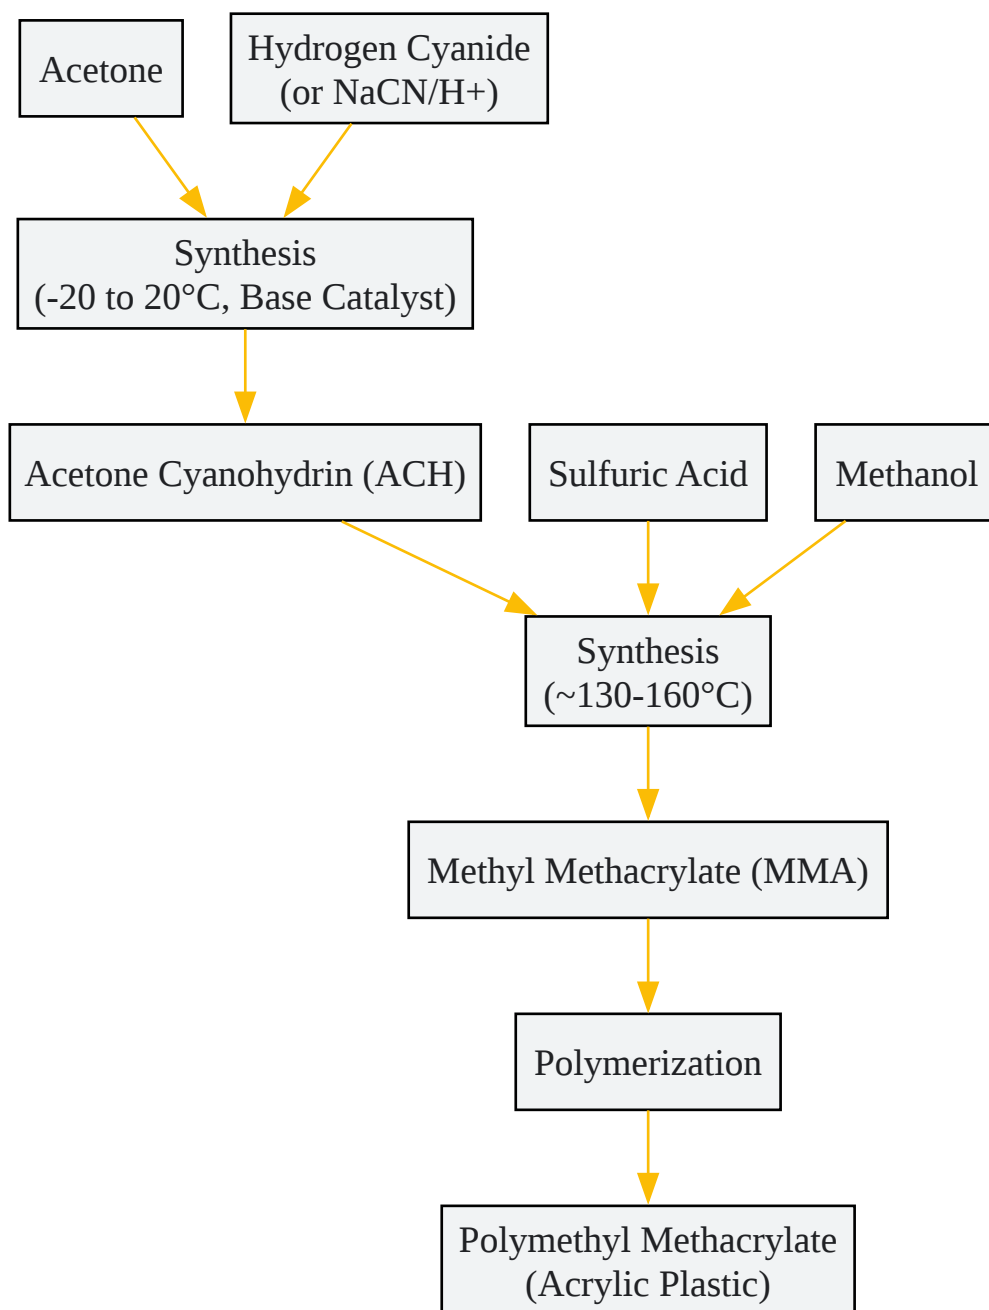 Acetone
Hydrogen Cyanide
(or NaCN/H+)
Synthesis
(-20 to 20°C, Base Catalyst)
Acetone Cyanohydrin (ACH)
Sulfuric Acid
Methanol
Synthesis
(~130-160°C)
Methyl Methacrylate (MMA)
Polymerization
Polymethyl Methacrylate
(Acrylic Plastic)